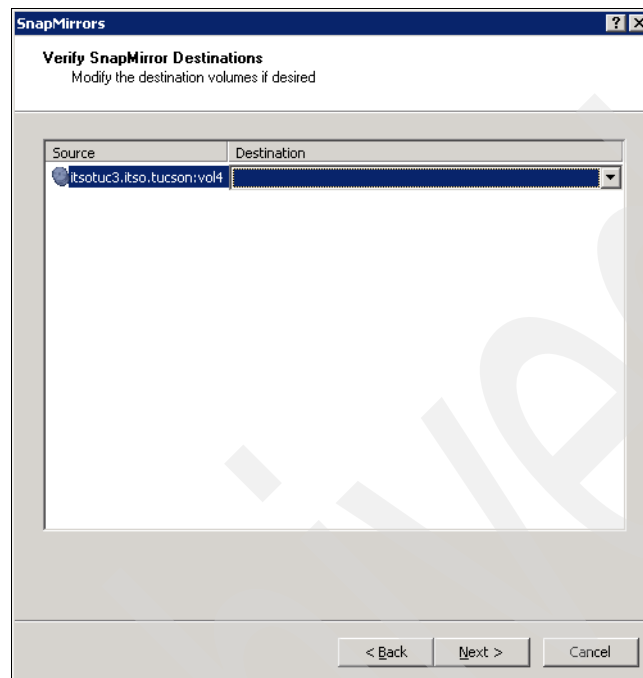 SnapMirrors
Verify SnapMirror Destinations
Modify the destination volumes if desired
Source Destination
itsotuc3.itso.tucson:vol4
< Back Next > Cancel